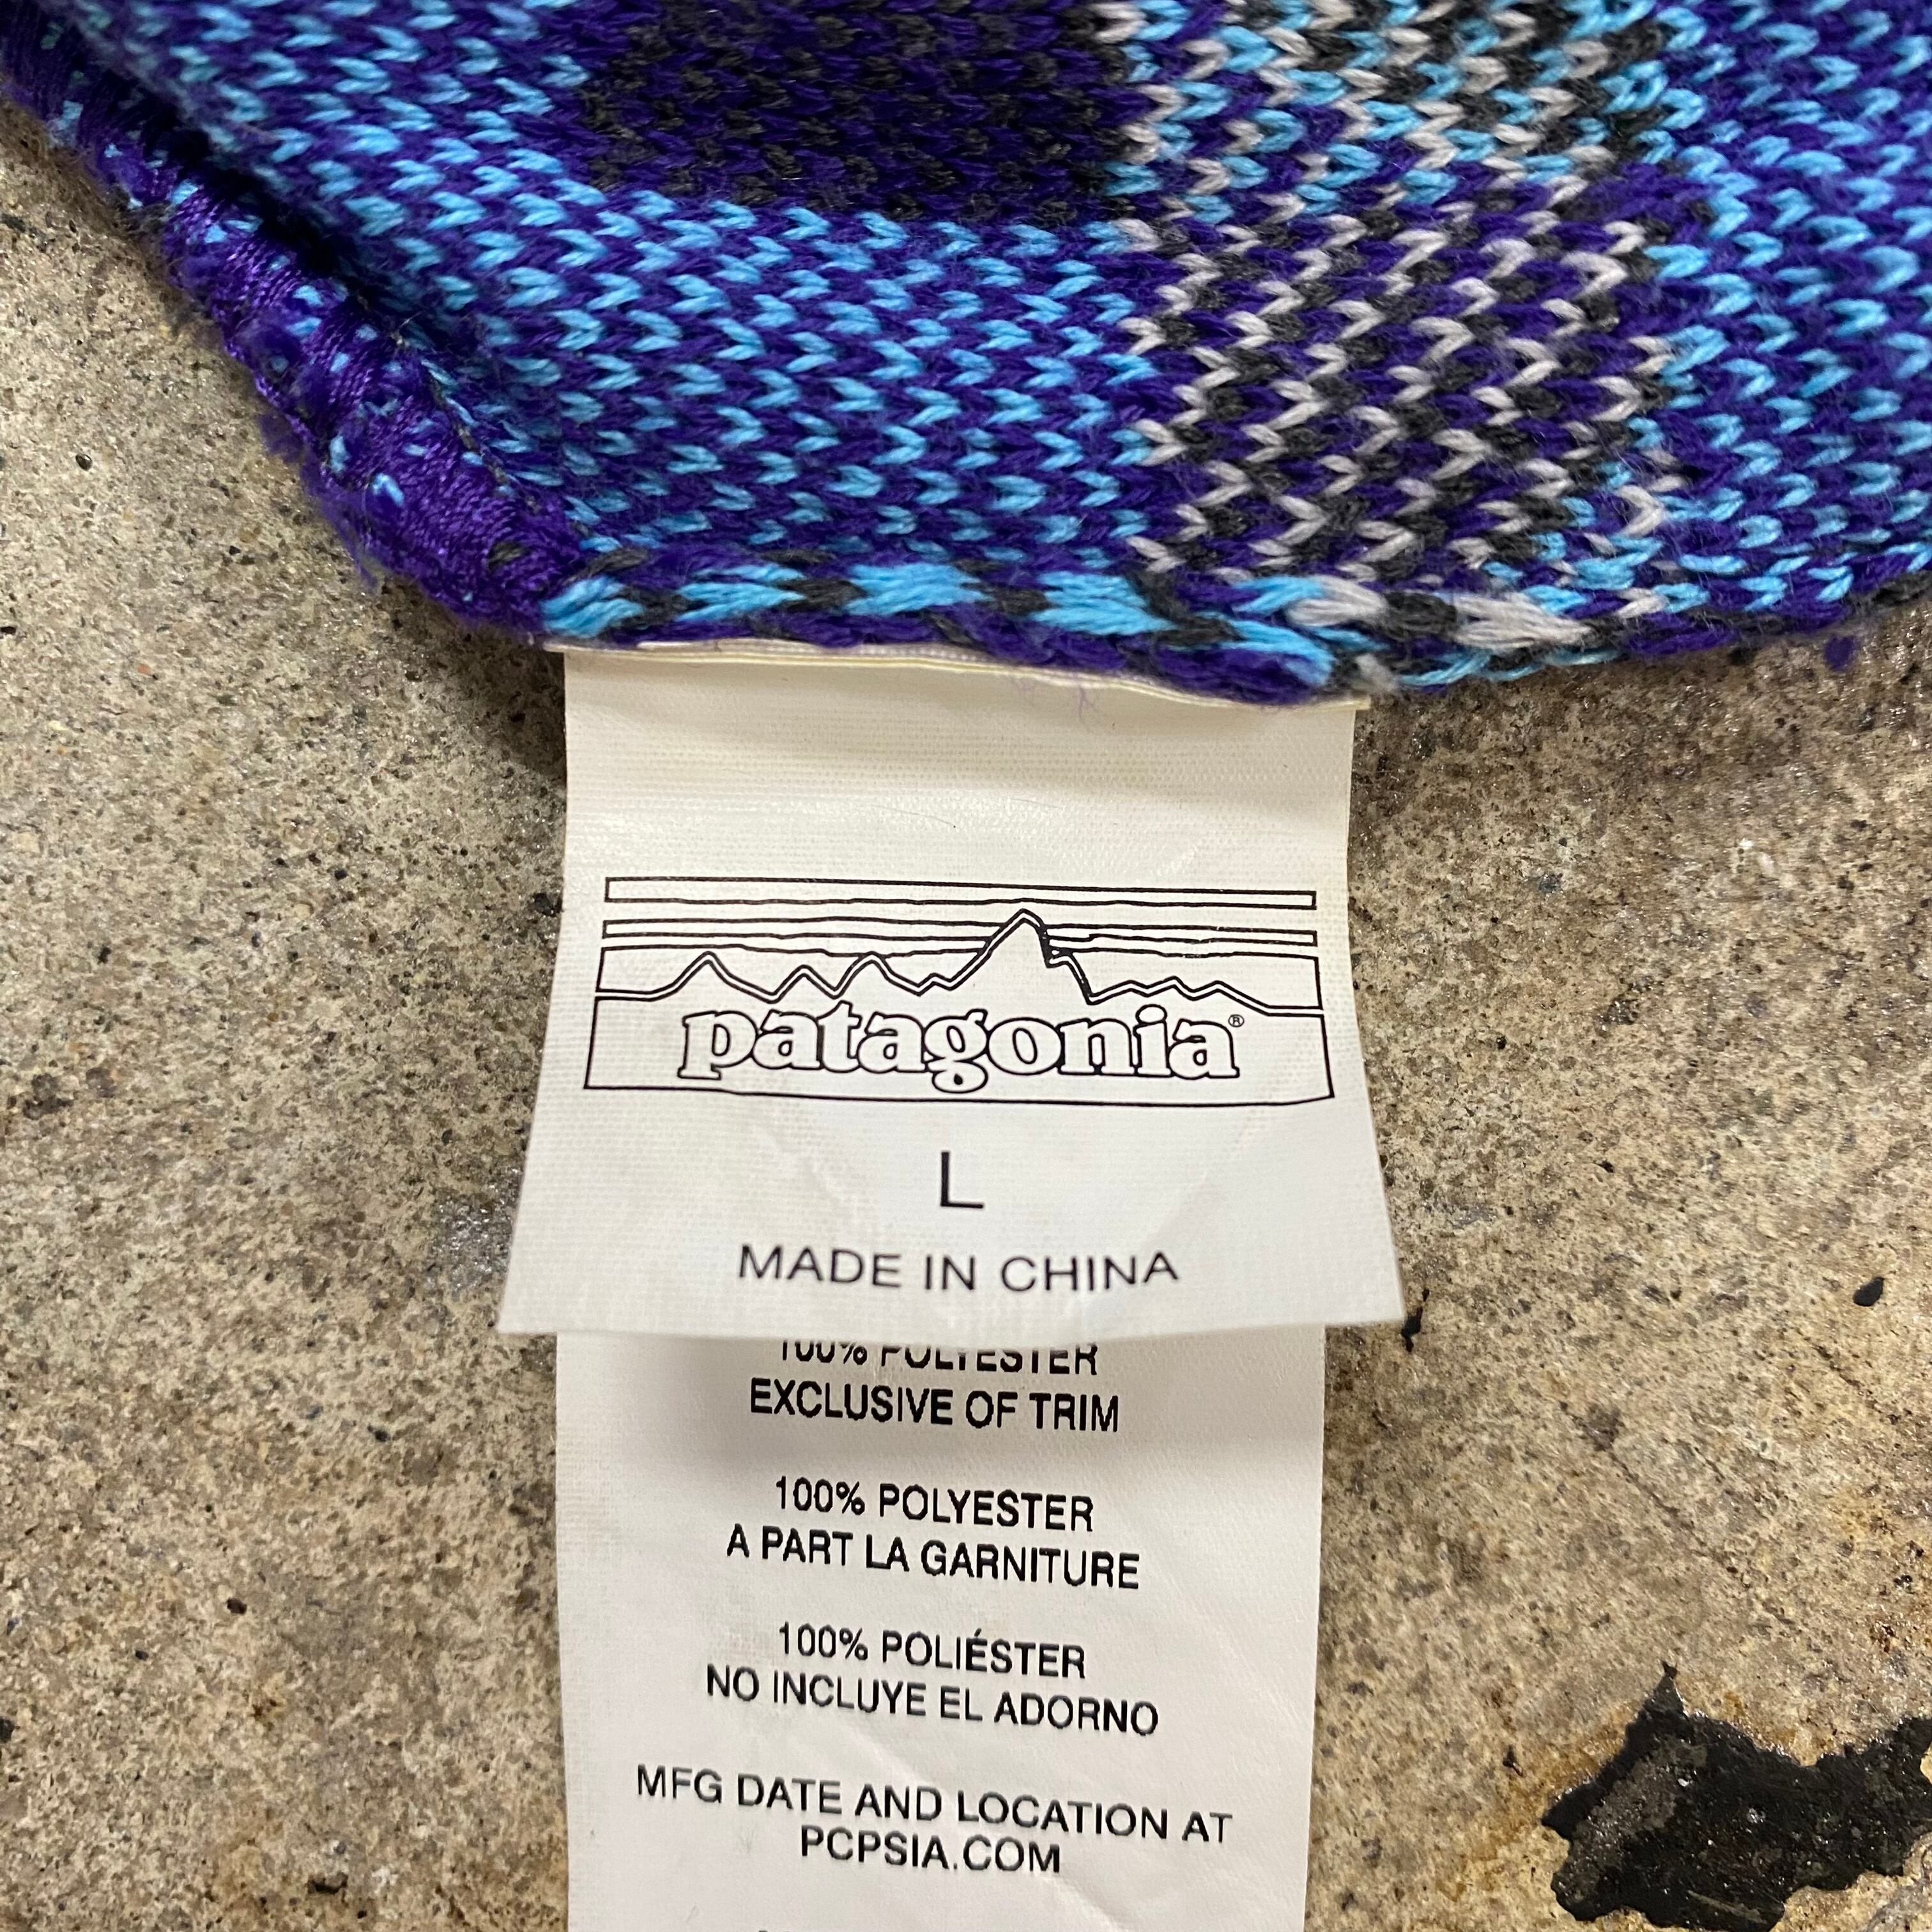 patagonia®
L
MADE IN CHINA
100% POLYESTER
EXCLUSIVE OF TRIM
100% POLYESTER
A PART LA GARNITURE
100% POLIÉSTER
NO INCLUYE EL ADORNO
MFG DATE AND LOCATION AT
PCPSIA.COM